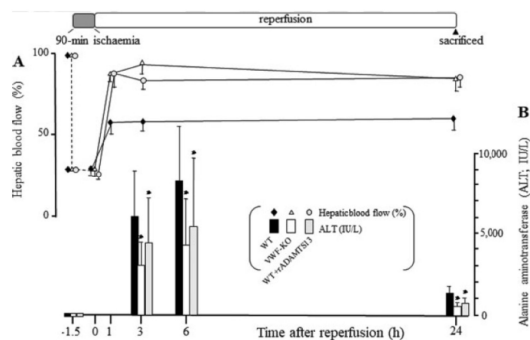 reperfusion
90-min ischaemia
sacrificed
A
Hepatic blood flow (%)
100
50
0
B
Alanine aminotransferase (ALT; IU/L)
10,000
5,000
0
Hepaticblood flow (%)
ALT (IU/L)
WT
VWF-KO
WT+rADAMTS13
-1.5
0
1
3
6
Time after reperfusion (h)
24